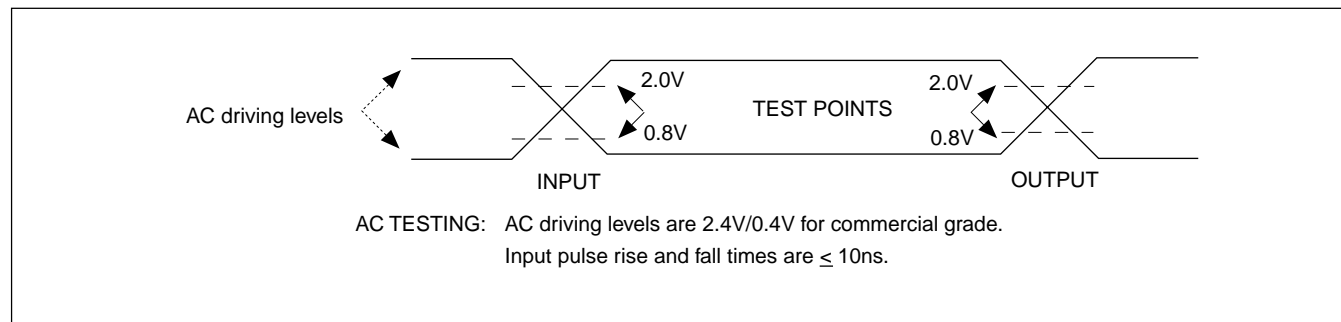 AC driving levels
2.0V
0.8V
TEST POINTS
2.0V
0.8V
INPUT
OUTPUT
AC TESTING: AC driving levels are 2.4V/0.4V for commercial grade.
Input pulse rise and fall times are ≤ 10ns.